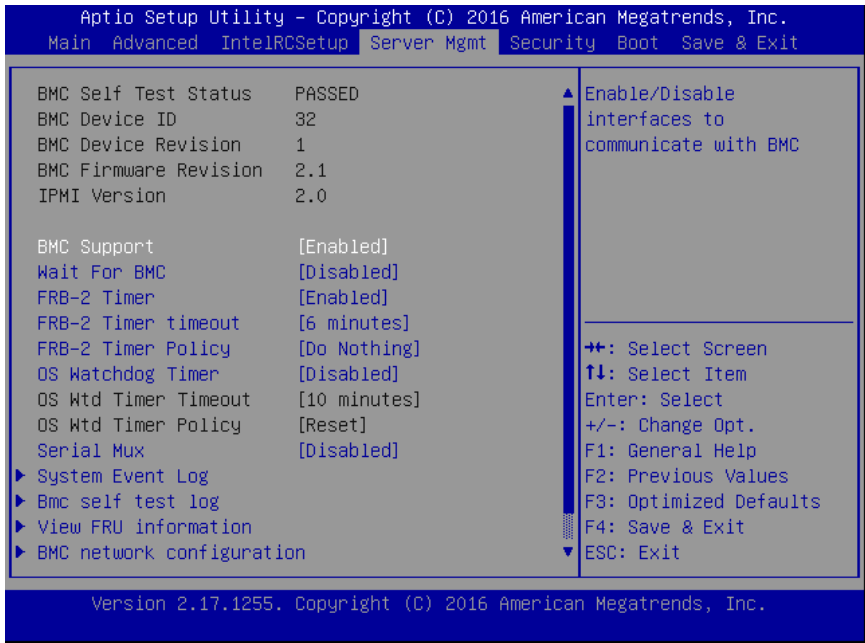 Aptio Setup Utility – Copyright (C) 2016 American Megatrends, Inc.
Main Advanced IntelRCSetup Server Mgmt Security Boot Save & Exit
BMC Self Test Status PASSED
BMC Device ID 32
BMC Device Revision 1
BMC Firmware Revision 2.1
IPMI Version 2.0
BMC Support [Enabled]
Wait For BMC [Disabled]
FRB-2 Timer [Enabled]
FRB-2 Timer timeout [6 minutes]
FRB-2 Timer Policy [Do Nothing]
OS Watchdog Timer [Disabled]
OS Wtd Timer Timeout [10 minutes]
OS Wtd Timer Policy [Reset]
Serial Mux [Disabled]
System Event Log
Bmc self test log
View FRU information
BMC network configuration
Enable/Disable
interfaces to
communicate with BMC
→←: Select Screen
↑↓: Select Item
Enter: Select
+/-: Change Opt.
F1: General Help
F2: Previous Values
F3: Optimized Defaults
F4: Save & Exit
ESC: Exit
Version 2.17.1255. Copyright (C) 2016 American Megatrends, Inc.